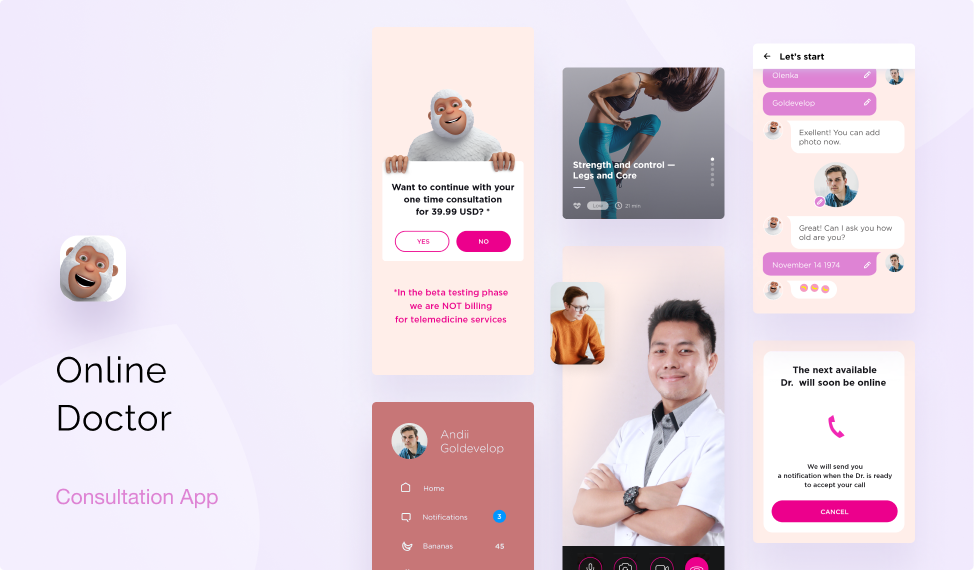 Online
Doctor
Consultation App
Want to continue with your
one time consultation
for 39.99 USD? *
YES
NO
*In the beta testing phase
we are NOT billing
for telemedicine services
Andii
Goldevelop
Home
Notifications
3
Bananas
45
Strength and control —
Legs and Core
21 min
Let's start
Olenka
Goldevelop
Exellent! You can add
photo now.
Great! Can I ask you how
old are you?
November 14 1974
The next available
Dr. will soon be online
We will send you
a notification when the Dr. is ready
to accept your call
CANCEL